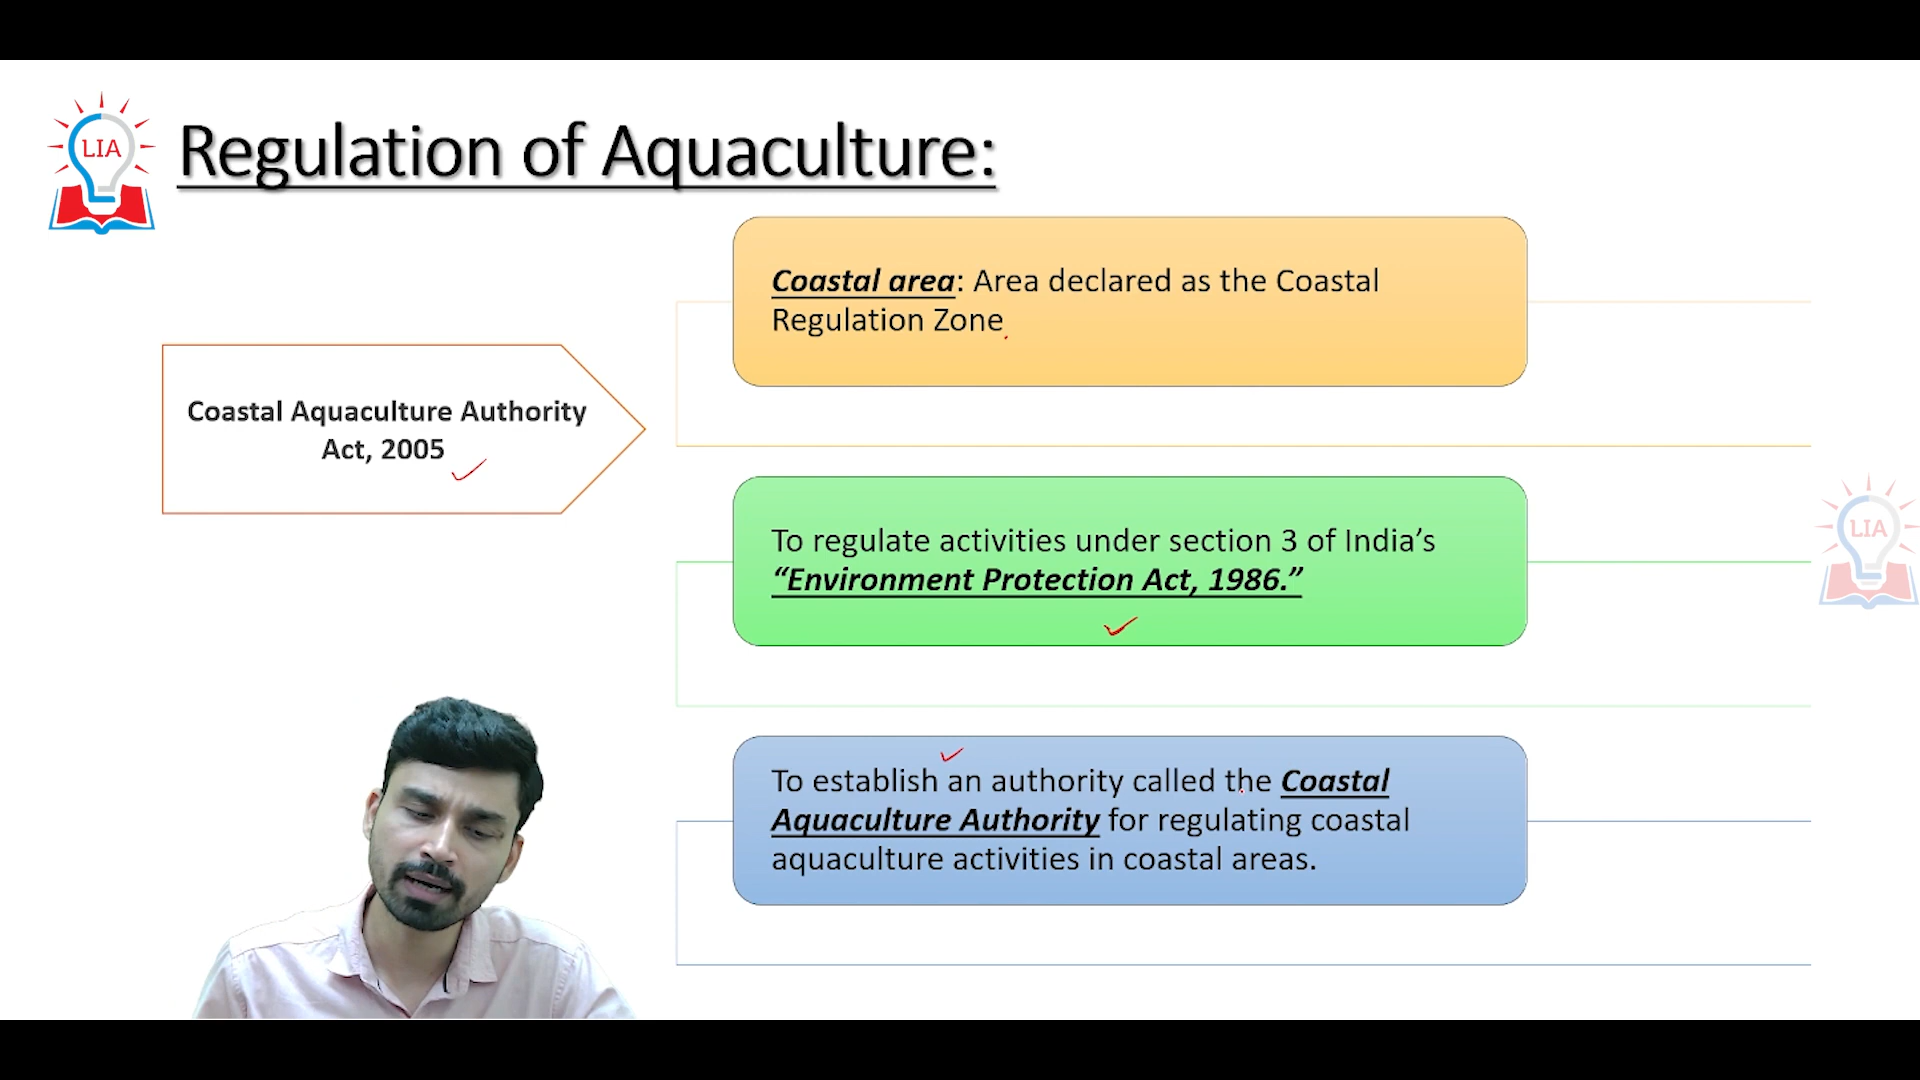 LIA
Regulation of Aquaculture:
Coastal area: Area declared as the Coastal
Regulation Zone
Coastal Aquaculture Authority
Act, 2005
To regulate activities under section 3 of India’s
“Environment Protection Act, 1986.”
LIA
To establish an authority called the Coastal
Aquaculture Authority for regulating coastal
aquaculture activities in coastal areas.